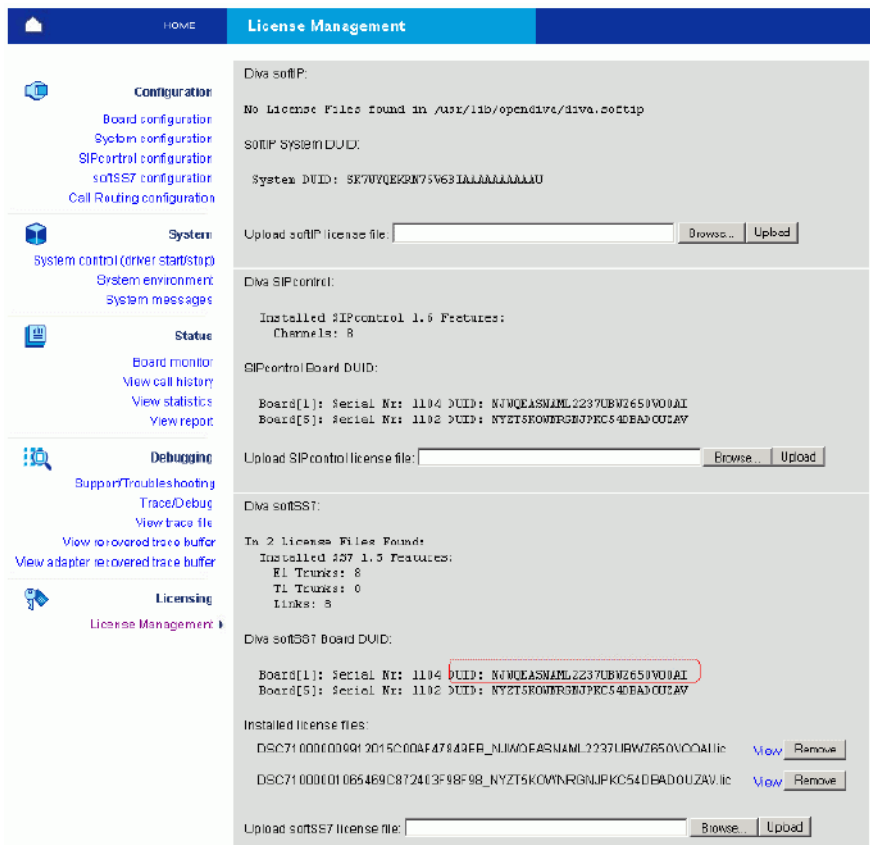 HOME
License Management
Configuration
Board configuration
System configuration
SIPcontrol configuration
softSS7 configuration
Call Routing configuration
System
System control (driver start/stop)
System environment
System messages
Status
Board monitor
View call history
View statistics
View report
Debugging
Support/Troubleshooting
Trace/Debug
View trace file
View recovered trace buffer
View adapter recovered trace buffer
Licensing
License Management
Diva softIP:
No License Files found in /usr/lib/opendiva/diva.softip
softIP System DUID:
System DUID:
Upload softIP license file: Browse... Upload
Diva SIPcontrol:
Installed SIPcontrol 1.6 Features:
Channels: 8
SIPcontrol Board DUID:
Board[1]: Serial Nr: 1104 DUID:
Board[5]: Serial Nr: 1102 DUID:
Upload SIPcontrol license file: Browse... Upload
Diva softSS7:
In 2 License Files Found:
Installed SS7 1.5 Features:
E1 Trunks: 8
T1 Trunks: 0
Links: 8
Diva softSS7 Board DUID:
Board[1]: Serial Nr: 1104 DUID:
Board[5]: Serial Nr: 1102 DUID:
Installed license files:
View Remove
View Remove
Upload softSS7 license file: Browse... Upload